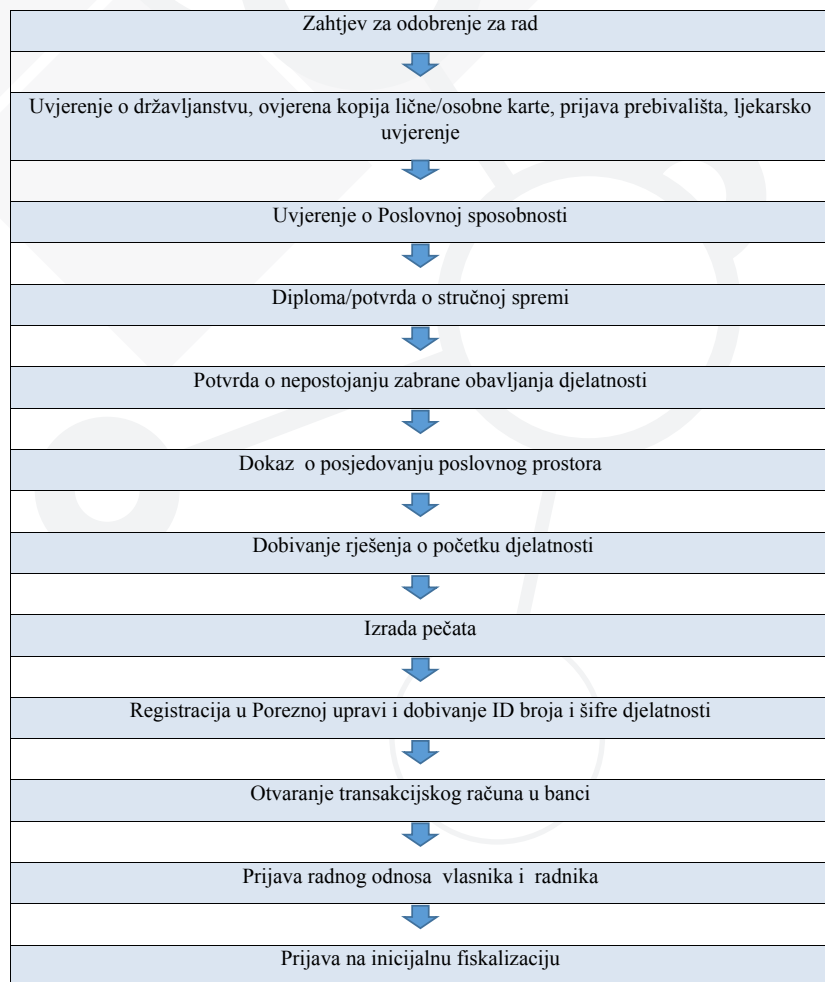 Zahtjev za odobrenje za rad
Uvjerenje o državljanstvu, ovjerena kopija lične/osobne karte, prijava prebivališta, ljekarsko
uvjerenje
Uvjerenje o Poslovnoj sposobnosti
Diploma/potvrda o stručnoj spremi
Potvrda o nepostojanju zabrane obavljanja djelatnosti
Dokaz o posjedovanju poslovnog prostora
Dobivanje rješenja o početku djelatnosti
Izrada pečata
Registracija u Poreznoj upravi i dobivanje ID broja i šifre djelatnosti
Otvaranje transakcijskog računa u banci
Prijava radnog odnosa vlasnika i radnika
Prijava na inicijalnu fiskalizaciju